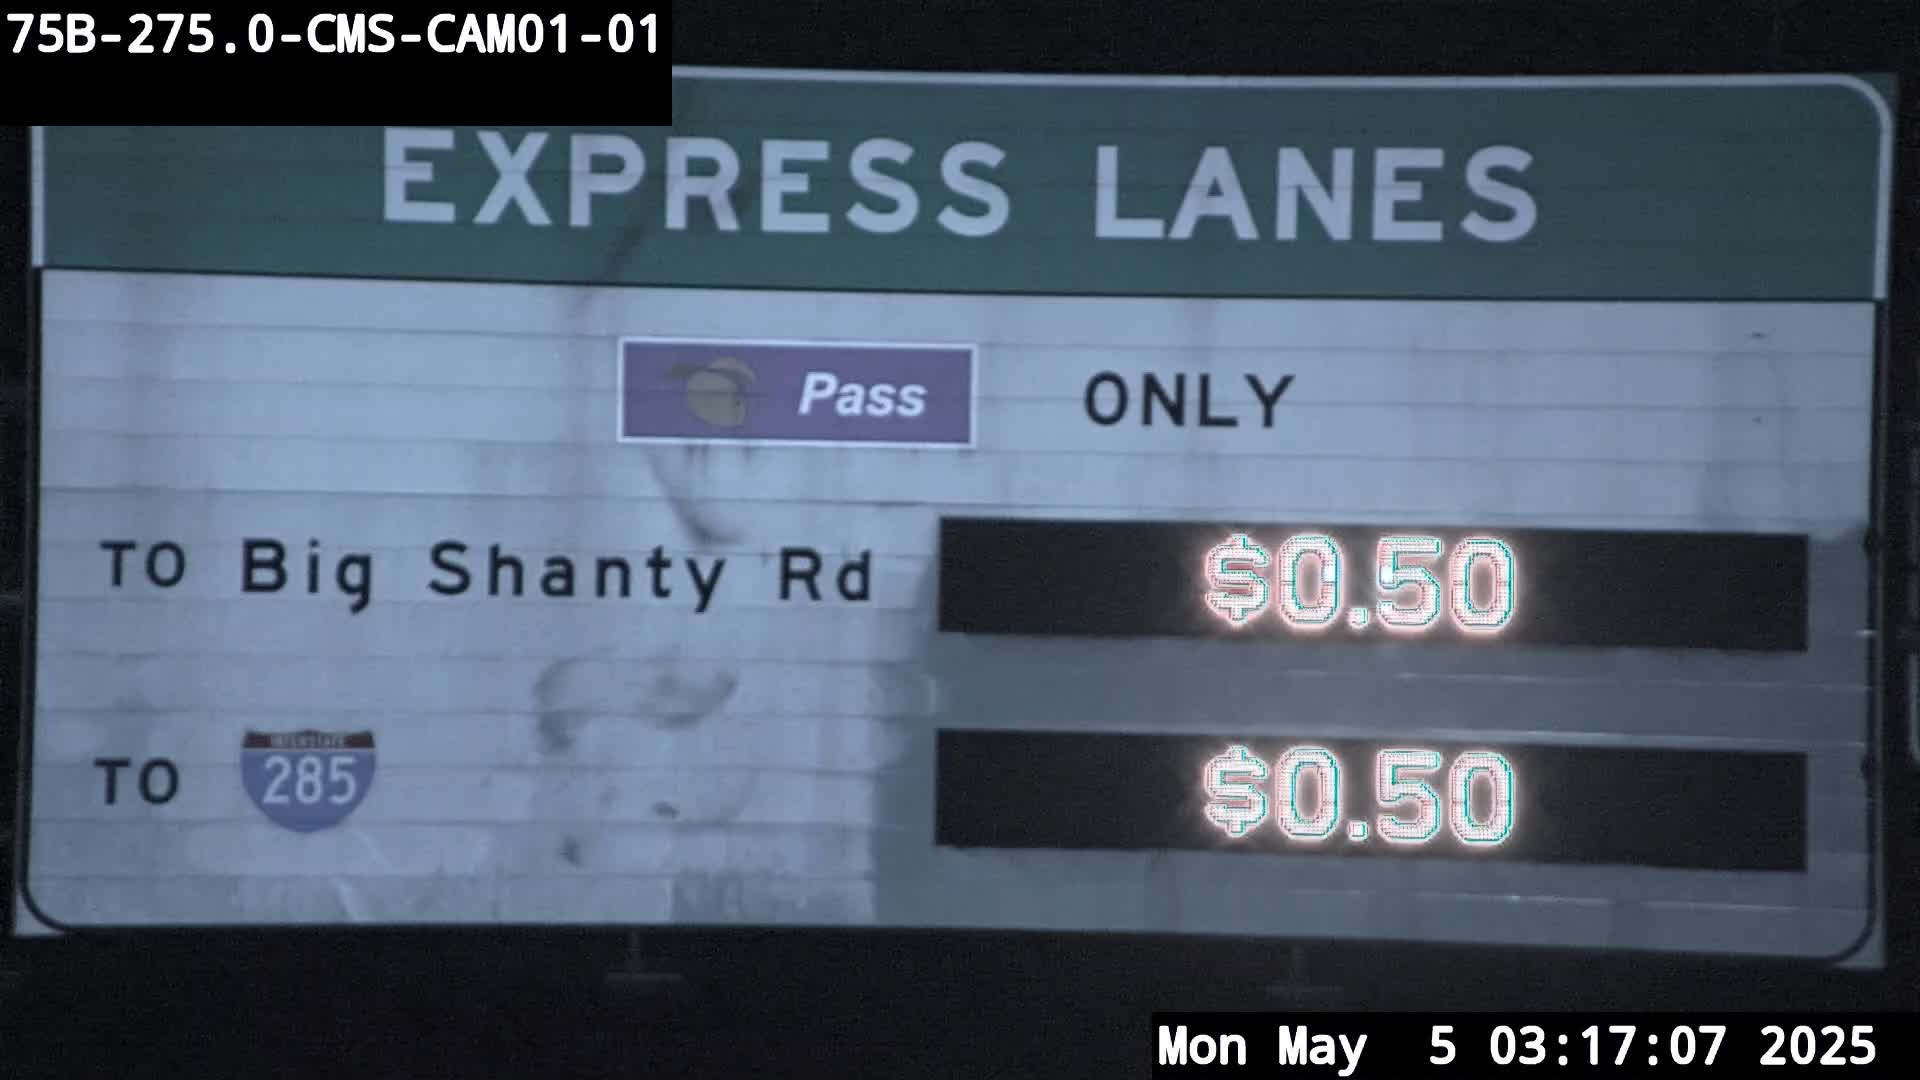 75B-275.0-CMS-CAM01-01
EXPRESS LANES
Pass ONLY
TO Big Shanty Rd $0.50
INTERSTATE
TO 285 $0.50
Mon May 5 03:17:07 2025